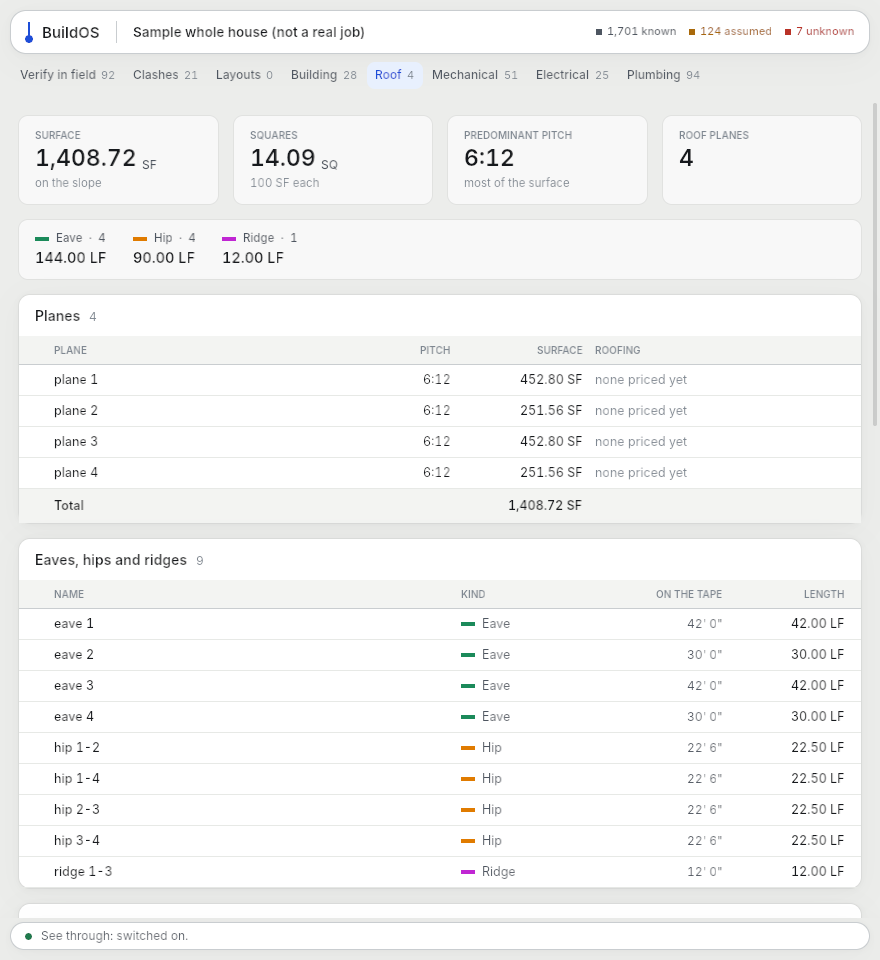 BuildOS Sample whole house (not a real job) 1,701 known 124 assumed 7 unknown
Verify in field 92 Clashes 21 Layouts 0 Building 28 Roof 4 Mechanical 51 Electrical 25 Plumbing 94
SURFACE SQUARES PREDOMINANT PITCH ROOF PLANES
1,408.72 SF 14.09 SQ 6:12 4
on the slope 100 SF each most of the surface
Eave · 4 Hip · 4 Ridge · 1
144.00 LF 90.00 LF 12.00 LF
Planes 4
PLANE PITCH SURFACE ROOFING
plane 1 6:12 452.80 SF none priced yet
plane 2 6:12 251.56 SF none priced yet
plane 3 6:12 452.80 SF none priced yet
plane 4 6:12 251.56 SF none priced yet
Total 1,408.72 SF
Eaves, hips and ridges 9
NAME KIND ON THE TAPE LENGTH
eave 1 Eave 42' 0" 42.00 LF
eave 2 Eave 30' 0" 30.00 LF
eave 3 Eave 42' 0" 42.00 LF
eave 4 Eave 30' 0" 30.00 LF
hip 1-2 Hip 22' 6" 22.50 LF
hip 1-4 Hip 22' 6" 22.50 LF
hip 2-3 Hip 22' 6" 22.50 LF
hip 3-4 Hip 22' 6" 22.50 LF
ridge 1-3 Ridge 12' 0" 12.00 LF
See through: switched on.